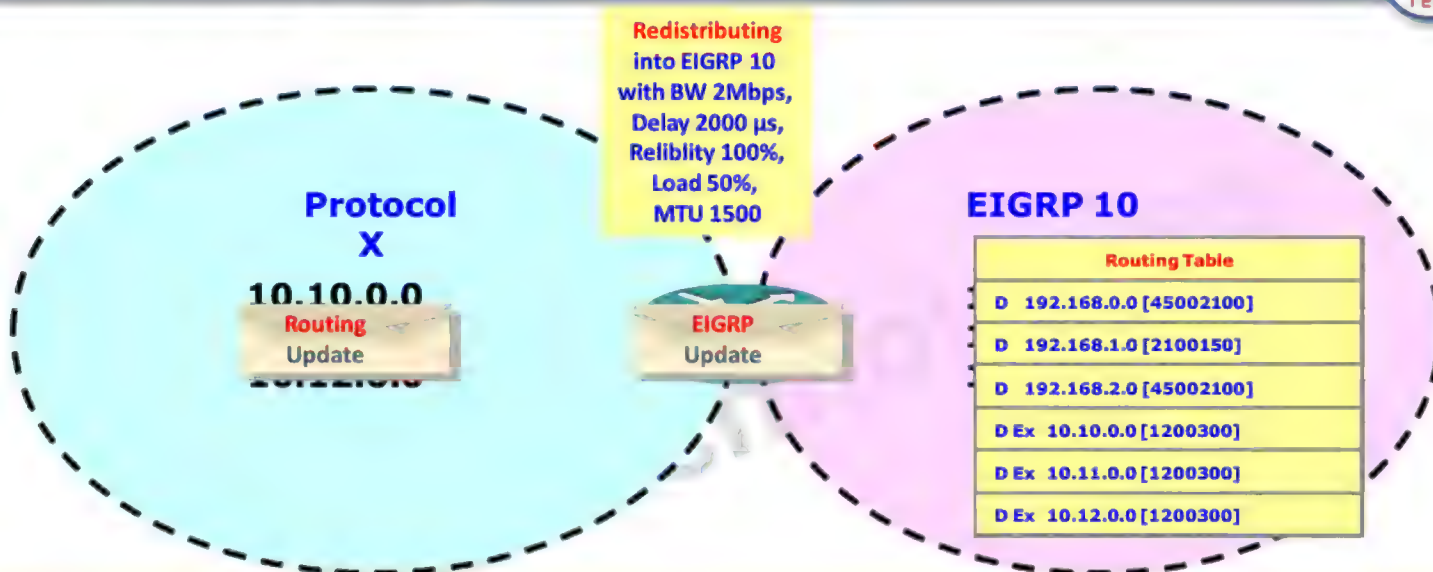 Redistributing
into EIGRP 10
with BW 2Mbps,
Delay 2000 µs,
Reliblity 100%,
Load 50%,
MTU 1500
Protocol
X
10.10.0.0
Routing
Update
EIGRP
Update
EIGRP 10
Routing Table
D 192.168.0.0 [45002100]
D 192.168.1.0 [2100150]
D 192.168.2.0 [45002100]
D Ex 10.10.0.0 [1200300]
D Ex 10.11.0.0 [1200300]
D Ex 10.12.0.0 [1200300]